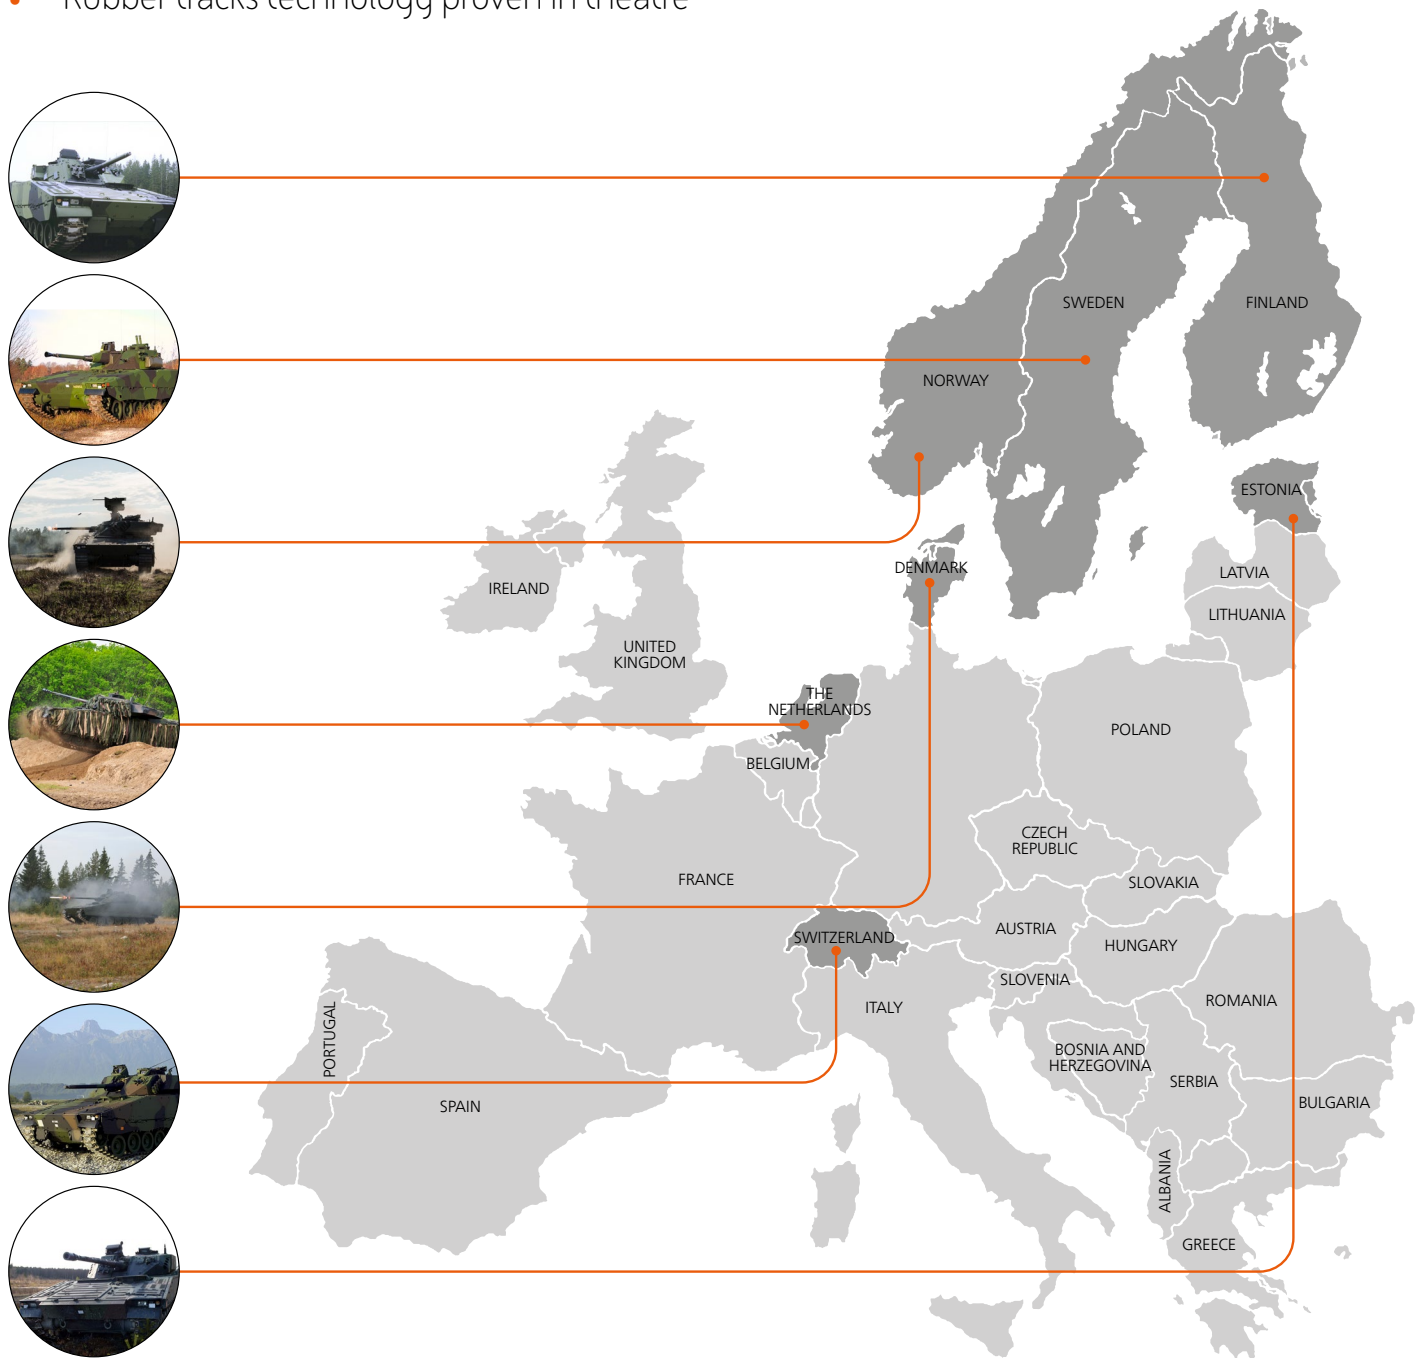 • Rubber tracks technology proven in theatre
SWEDEN
FINLAND
NORWAY
ESTONIA
DENMARK
LATVIA
IRELAND
LITHUANIA
UNITED
KINGDOM
THE
NETHERLANDS
POLAND
BELGIUM
CZECH
REPUBLIC
FRANCE
SLOVAKIA
AUSTRIA
SWITZERLAND
HUNGARY
SLOVENIA
ROMANIA
ITALY
PORTUGAL
BOSNIA AND
HERZEGOVINA
SERBIA
SPAIN
BULGARIA
ALBANIA
GREECE